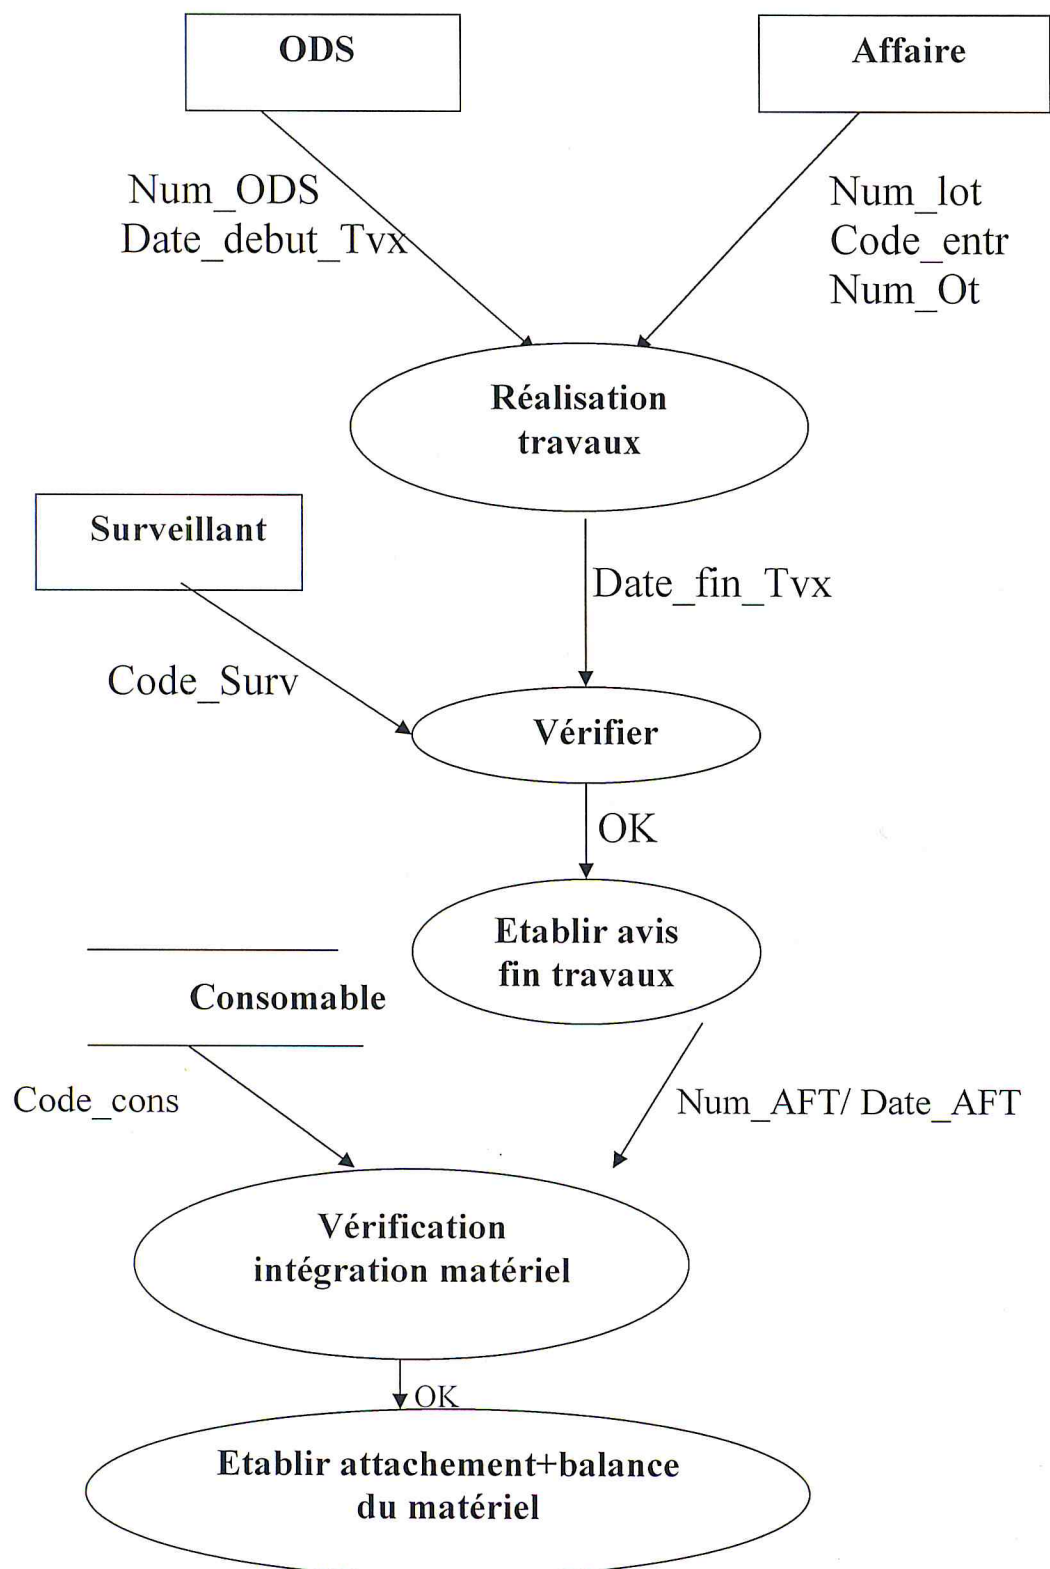 ODS
Affaire
Num_ODS
Date_debut_Tvx
Num_lot
Code_entr
Num_Ot
Réalisation
travaux
Surveillant
Date_fin_Tvx
Code_Surv
Vérifier
OK
Etablir avis
fin travaux
Consomable
Code_cons
Num_AFT/ Date_AFT
Vérification
intégration matériel
OK
Etablir attachement+balance
du matériel